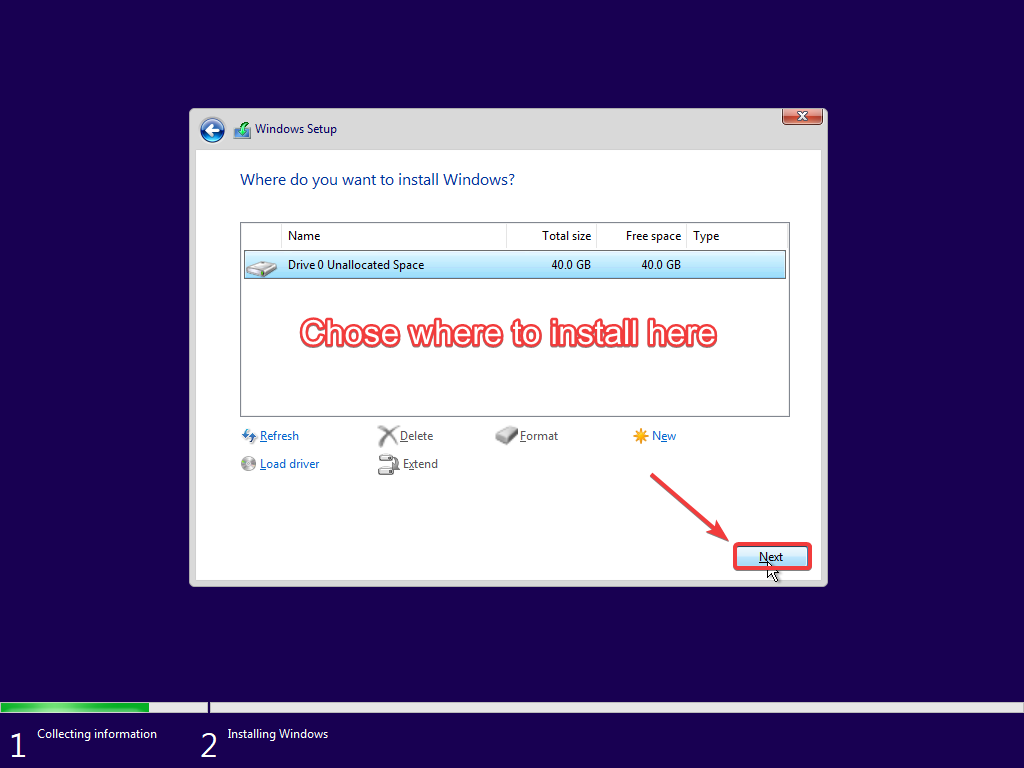 Windows Setup
Where do you want to install Windows?
Name Total size Free space Type
Drive 0 Unallocated Space 40.0 GB 40.0 GB
Chose where to install here
Refresh Delete Format New
Load driver Extend
Next
1 Collecting information 2 Installing Windows